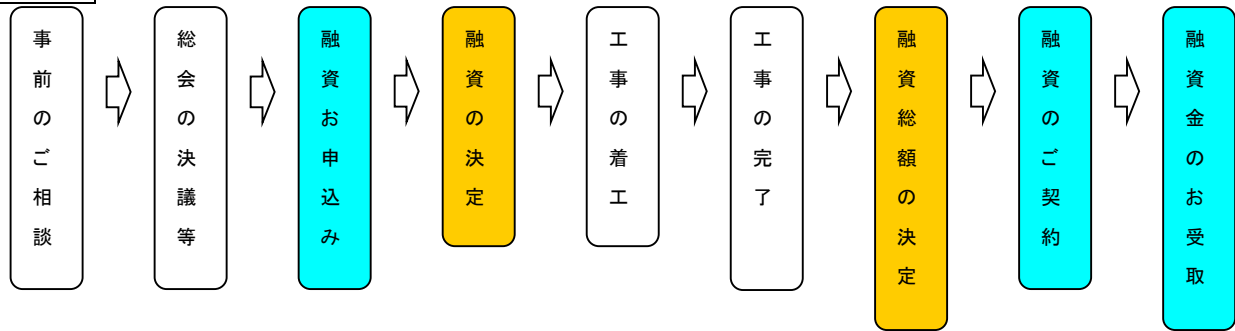 事前のご相談
総会の決議等
融資お申込み
融資の決定
工事の着工
工事の完了
融資総額の決定
融資のご契約
融資金のお受取